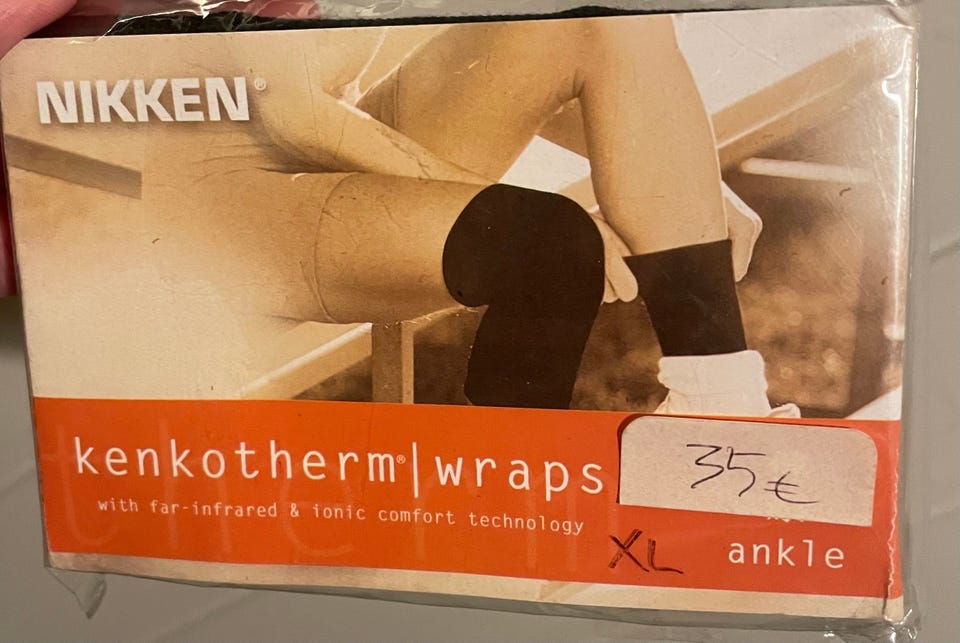 NIKKEN®
kenkotherm®|wraps
35 €
with far-infrared & ionic comfort technology
XL
ankle